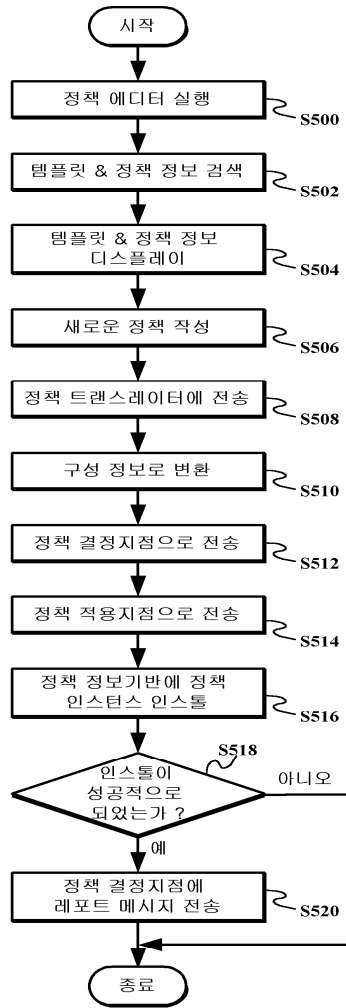 시작
정책 에디터 실행
S500
템플릿 & 정책 정보 검색
S502
템플릿 & 정책 정보
디스플레이
S504
새로운 정책 작성
S506
정책 트랜스레이터에 전송
S508
구성 정보로 변환
S510
정책 결정지점으로 전송
S512
정책 적용지점으로 전송
S514
정책 정보기반에 정책
인스턴스 인스톨
S516
S518
인스톨이
성공적으로
되었는가 ?
아니오
예
정책 결정지점에
레포트 메시지 전송
S520
종료